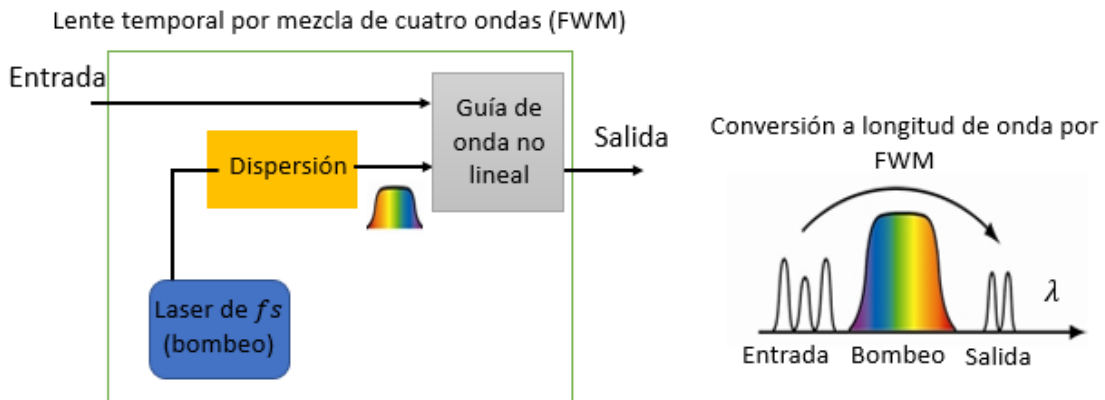 Lente temporal por mezcla de cuatro ondas (FWM)
Entrada
Guía de
onda no
lineal
Dispersión
Salida
Laser de fs
(bombeo)
Conversión a longitud de onda por
FWM
λ
Entrada Bombeo Salida